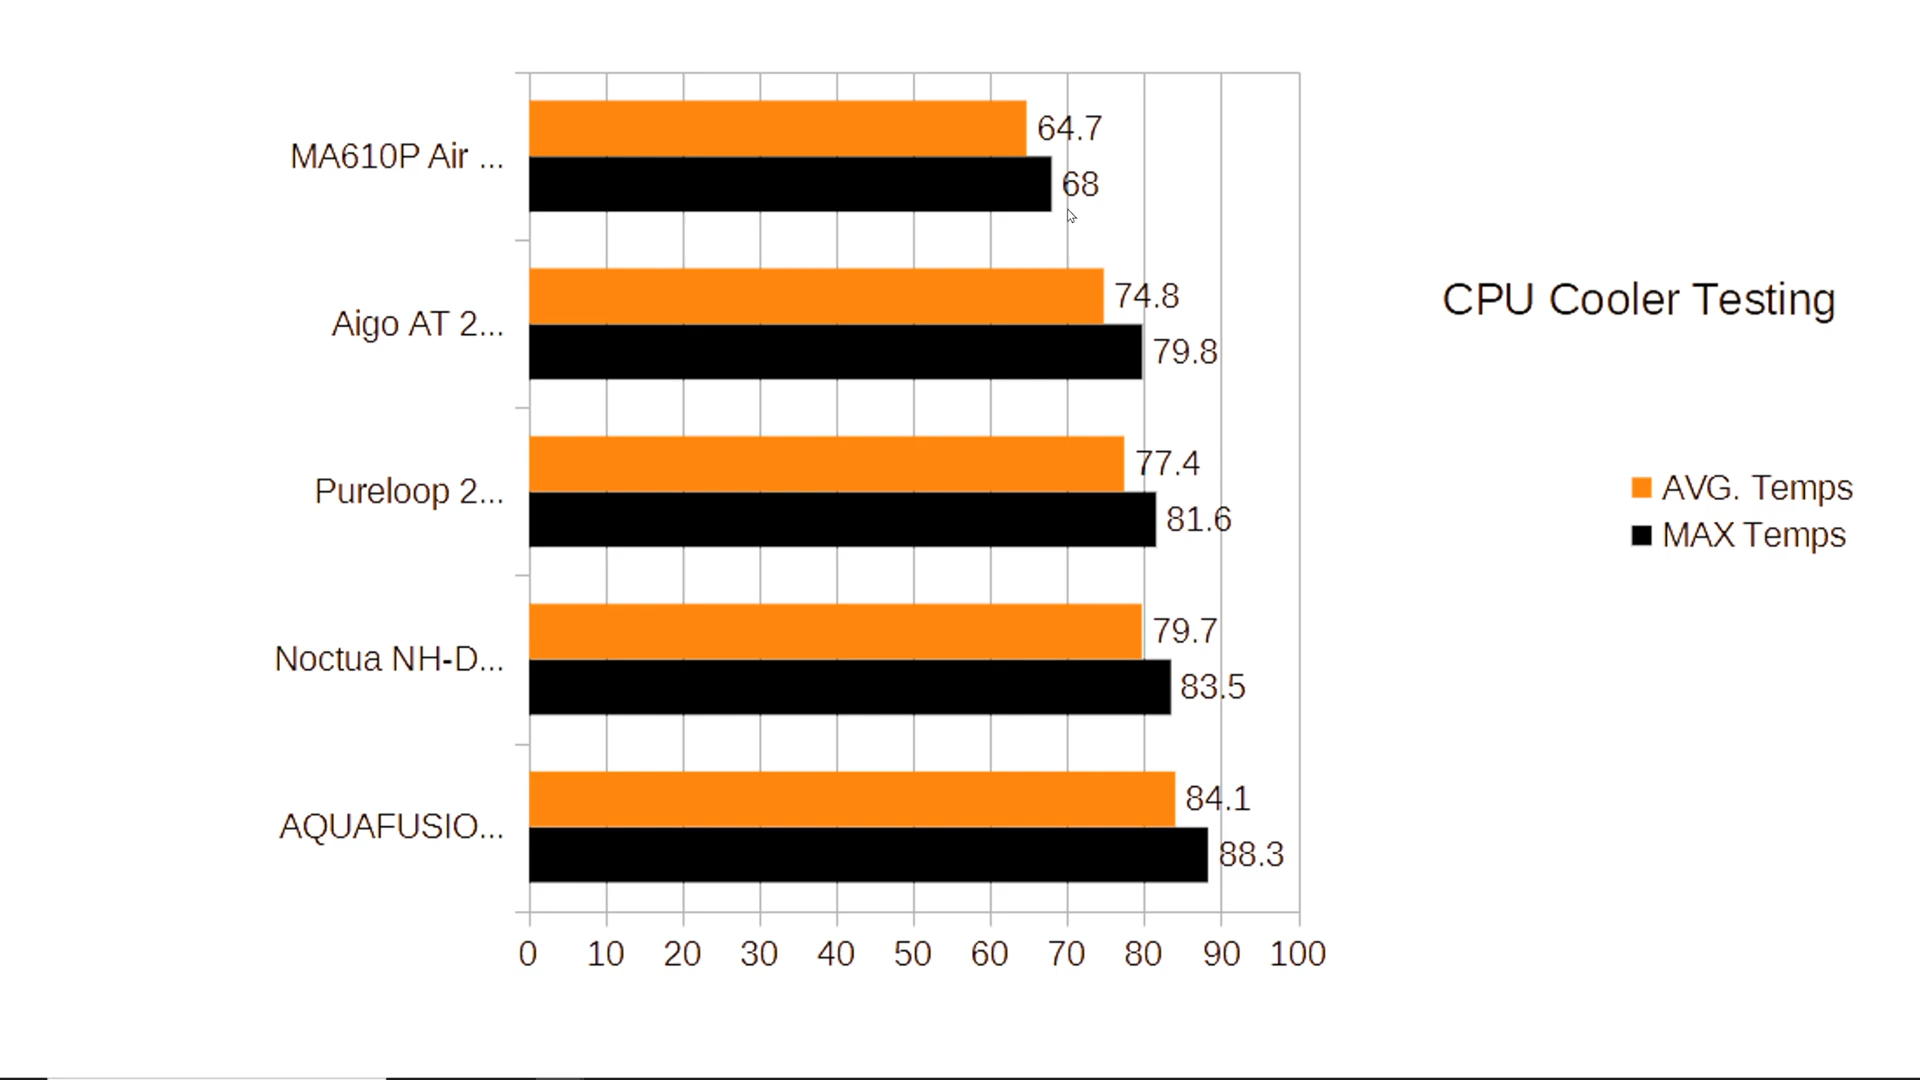 MA610P Air ...
64.7
68
Aigo AT 2...
74.8
79.8
Pureloop 2...
77.4
81.6
Noctua NH-D...
79.7
83.5
AQUAFUSIO...
84.1
88.3
0 10 20 30 40 50 60 70 80 90 100
CPU Cooler Testing
AVG. Temps
MAX Temps